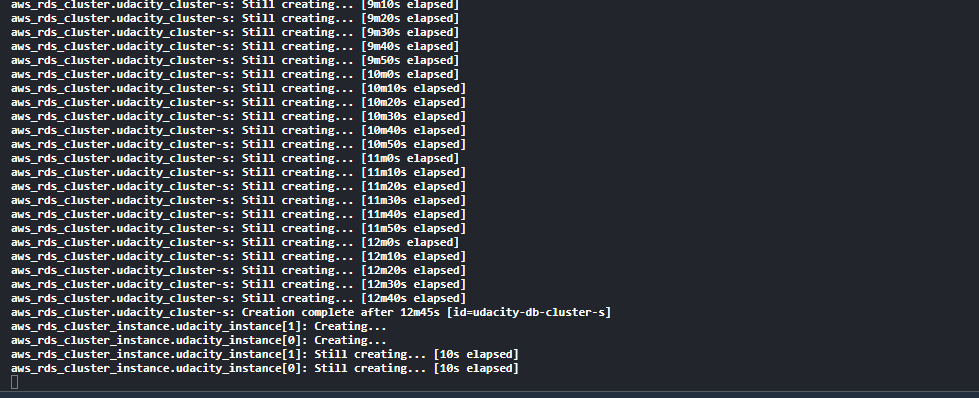 aws_rds_cluster.udacity_cluster-s: Still creating... [9m10s elapsed]
aws_rds_cluster.udacity_cluster-s: Still creating... [9m20s elapsed]
aws_rds_cluster.udacity_cluster-s: Still creating... [9m30s elapsed]
aws_rds_cluster.udacity_cluster-s: Still creating... [9m40s elapsed]
aws_rds_cluster.udacity_cluster-s: Still creating... [9m50s elapsed]
aws_rds_cluster.udacity_cluster-s: Still creating... [10m0s elapsed]
aws_rds_cluster.udacity_cluster-s: Still creating... [10m10s elapsed]
aws_rds_cluster.udacity_cluster-s: Still creating... [10m20s elapsed]
aws_rds_cluster.udacity_cluster-s: Still creating... [10m30s elapsed]
aws_rds_cluster.udacity_cluster-s: Still creating... [10m40s elapsed]
aws_rds_cluster.udacity_cluster-s: Still creating... [10m50s elapsed]
aws_rds_cluster.udacity_cluster-s: Still creating... [11m0s elapsed]
aws_rds_cluster.udacity_cluster-s: Still creating... [11m10s elapsed]
aws_rds_cluster.udacity_cluster-s: Still creating... [11m20s elapsed]
aws_rds_cluster.udacity_cluster-s: Still creating... [11m30s elapsed]
aws_rds_cluster.udacity_cluster-s: Still creating... [11m40s elapsed]
aws_rds_cluster.udacity_cluster-s: Still creating... [11m50s elapsed]
aws_rds_cluster.udacity_cluster-s: Still creating... [12m0s elapsed]
aws_rds_cluster.udacity_cluster-s: Still creating... [12m10s elapsed]
aws_rds_cluster.udacity_cluster-s: Still creating... [12m20s elapsed]
aws_rds_cluster.udacity_cluster-s: Still creating... [12m30s elapsed]
aws_rds_cluster.udacity_cluster-s: Still creating... [12m40s elapsed]
aws_rds_cluster.udacity_cluster-s: Creation complete after 12m45s [id=udacity-db-cluster-s]
aws_rds_cluster_instance.udacity_instance[1]: Creating...
aws_rds_cluster_instance.udacity_instance[0]: Creating...
aws_rds_cluster_instance.udacity_instance[1]: Still creating... [10s elapsed]
aws_rds_cluster_instance.udacity_instance[0]: Still creating... [10s elapsed]